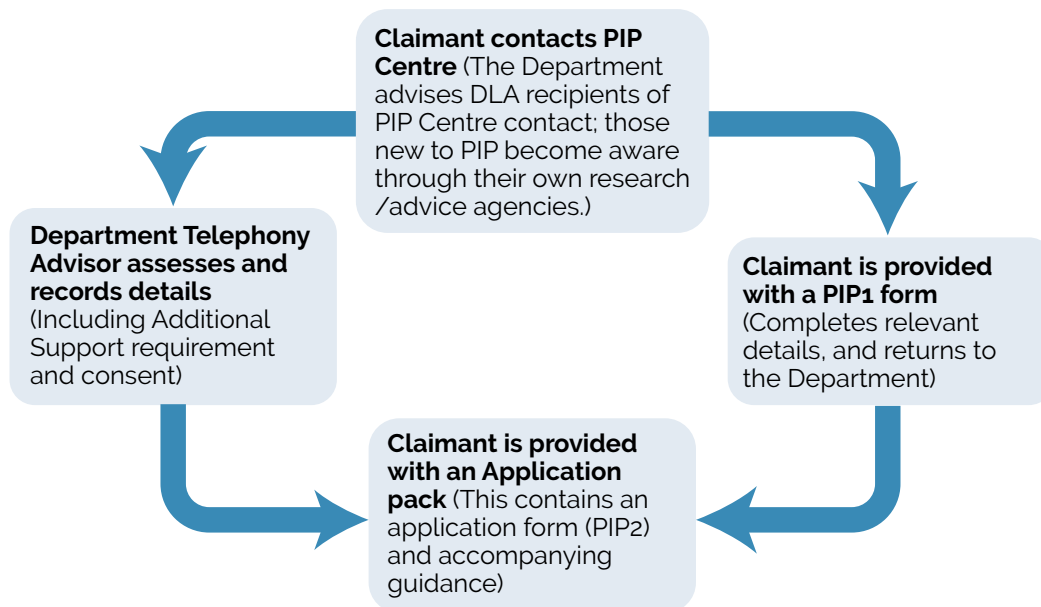 Claimant contacts PIP
Centre (The Department
advises DLA recipients of
PIP Centre contact; those
new to PIP become aware
through their own research
/advice agencies.)
Department Telephony
Advisor assesses and
records details
(Including Additional
Support requirement
and consent)
Claimant is provided
with a PIP1 form
(Completes relevant
details, and returns to
the Department)
Claimant is provided
with an Application
pack (This contains an
application form (PIP2)
and accompanying
guidance)